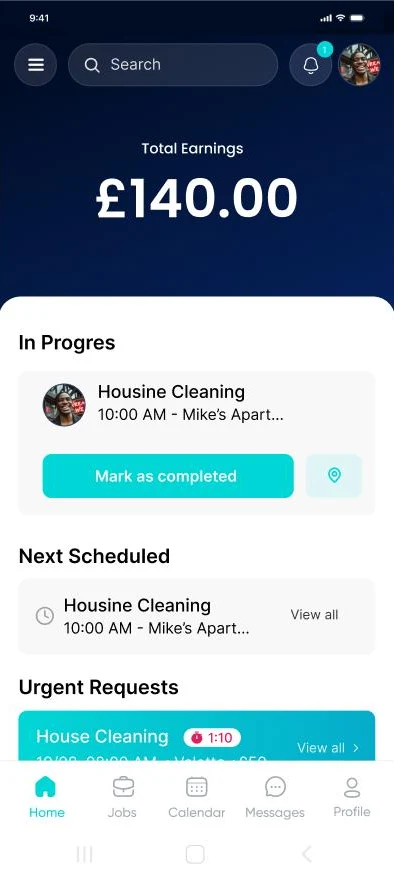 9:41
1
Search
Total Earnings
£140.00
In Progres
Housine Cleaning
10:00 AM - Mike’s Apart...
Mark as completed
Next Scheduled
Housine Cleaning
10:00 AM - Mike’s Apart...
View all
Urgent Requests
House Cleaning 1:10
View all
Home Jobs Calendar Messages Profile